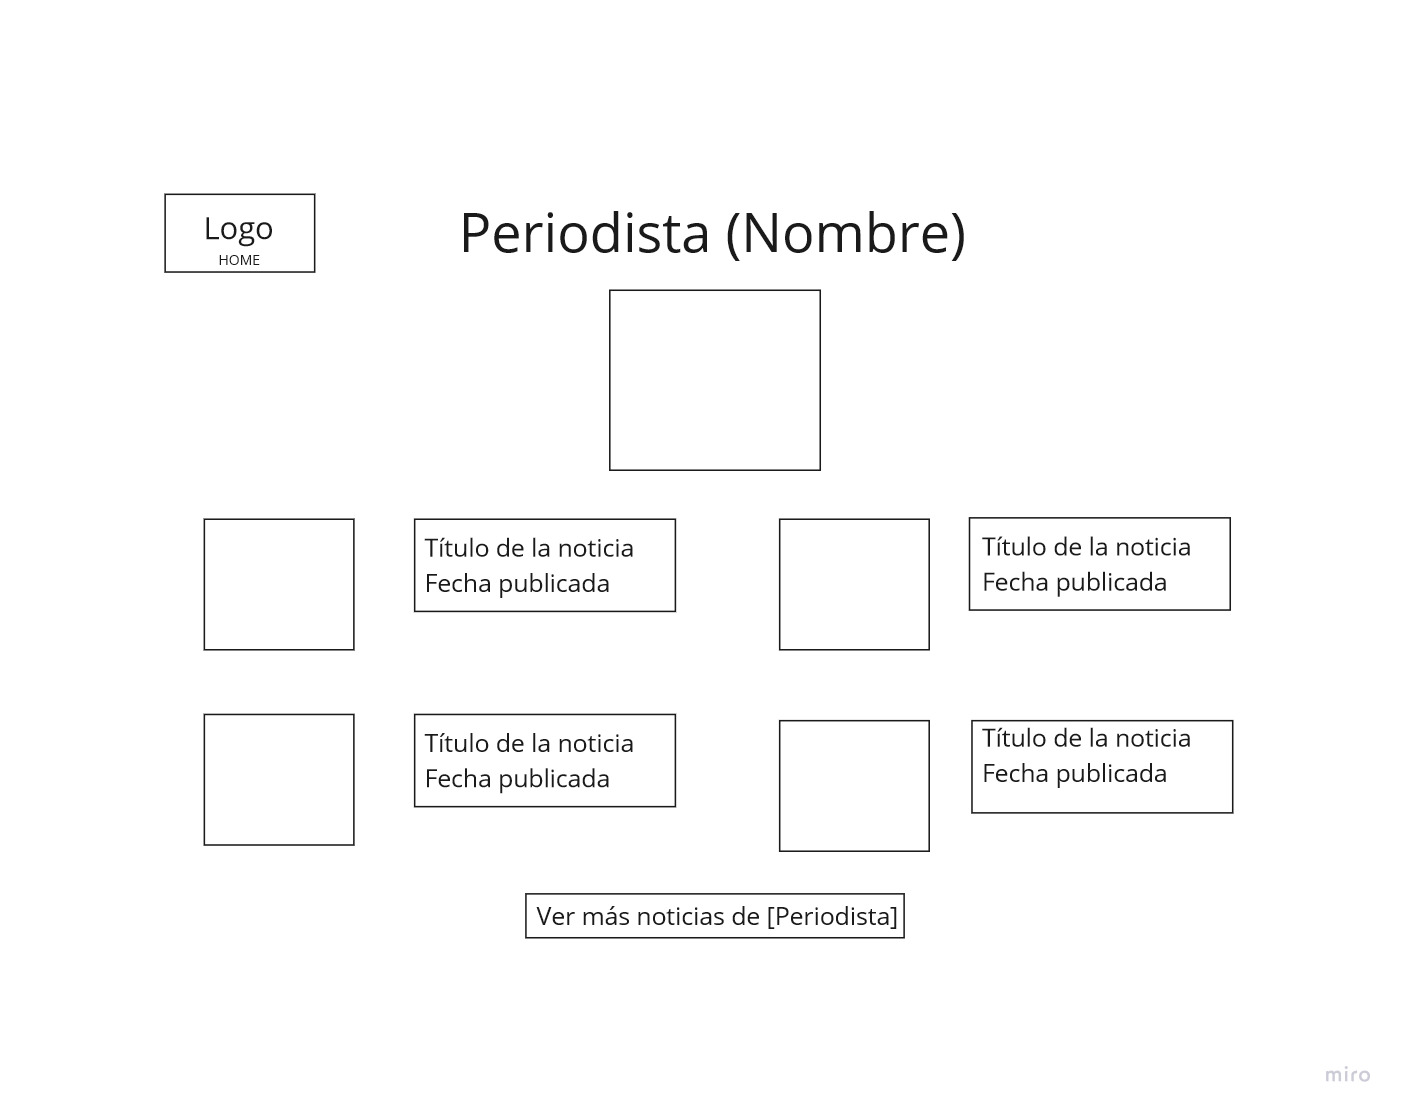 Logo
HOME
Periodista (Nombre)
Título de la noticia
Fecha publicada
Título de la noticia
Fecha publicada
Título de la noticia
Fecha publicada
Título de la noticia
Fecha publicada
Ver más noticias de [Periodista]
miro